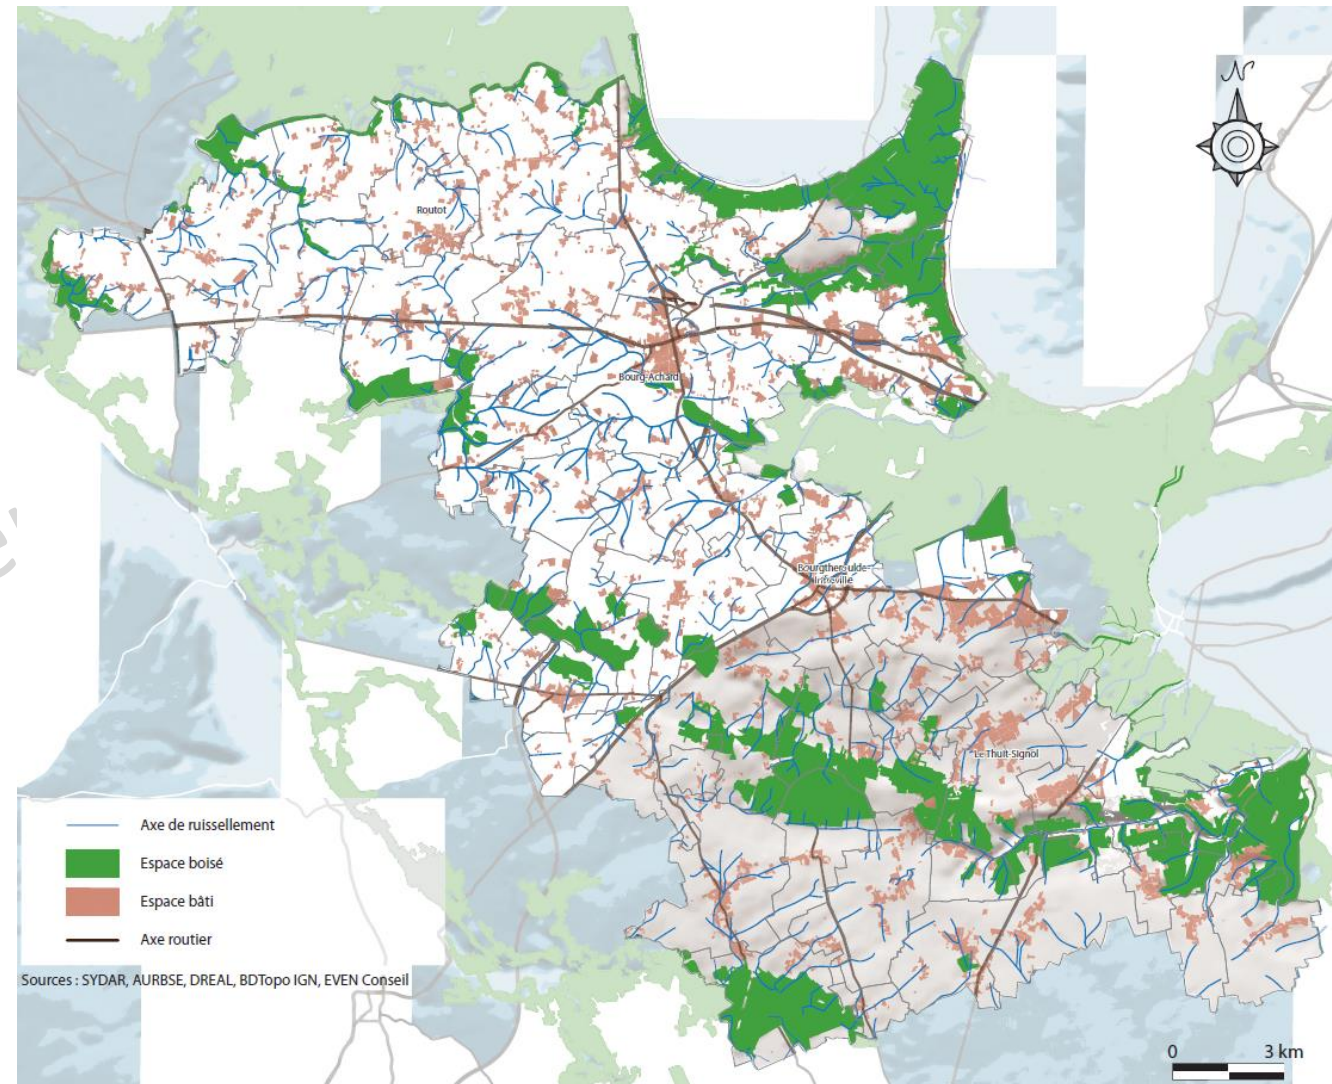 N
Routot
Bourg-Achard
Bourgtheroulde-
Infreville
Le Thuit-Signol
Axe de ruissellement
Espace boisé
Espace bâti
Axe routier
Sources : SYDAR, AURBSE, DREAL, BDTopo IGN, EVEN Conseil
0 3 km